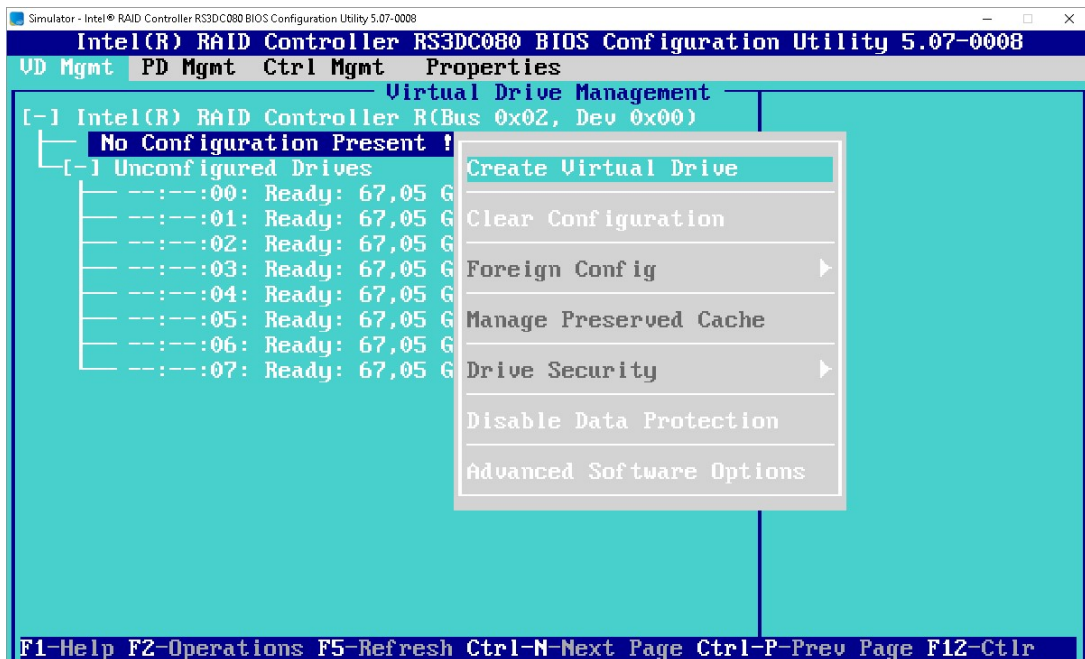 Simulator - Intel® RAID Controller RS3DC080 BIOS Configuration Utility 5.07-0008
Intel(R) RAID Controller RS3DC080 BIOS Configuration Utility 5.07-0008
VD Mgmt PD Mgmt Ctrl Mgmt Properties
Virtual Drive Management
[-] Intel(R) RAID Controller R(Bus 0x02, Dev 0x00)
No Configuration Present !
[-] Unconfigured Drives
--:--:00: Ready: 67,05 G
--:--:01: Ready: 67,05 G
--:--:02: Ready: 67,05 G
--:--:03: Ready: 67,05 G
--:--:04: Ready: 67,05 G
--:--:05: Ready: 67,05 G
--:--:06: Ready: 67,05 G
--:--:07: Ready: 67,05 G
Create Virtual Drive
Clear Configuration
Foreign Config
Manage Preserved Cache
Drive Security
Disable Data Protection
Advanced Software Options
F1-Help F2-Operations F5-Refresh Ctrl-N-Next Page Ctrl-P-Prev Page F12-Ctlr